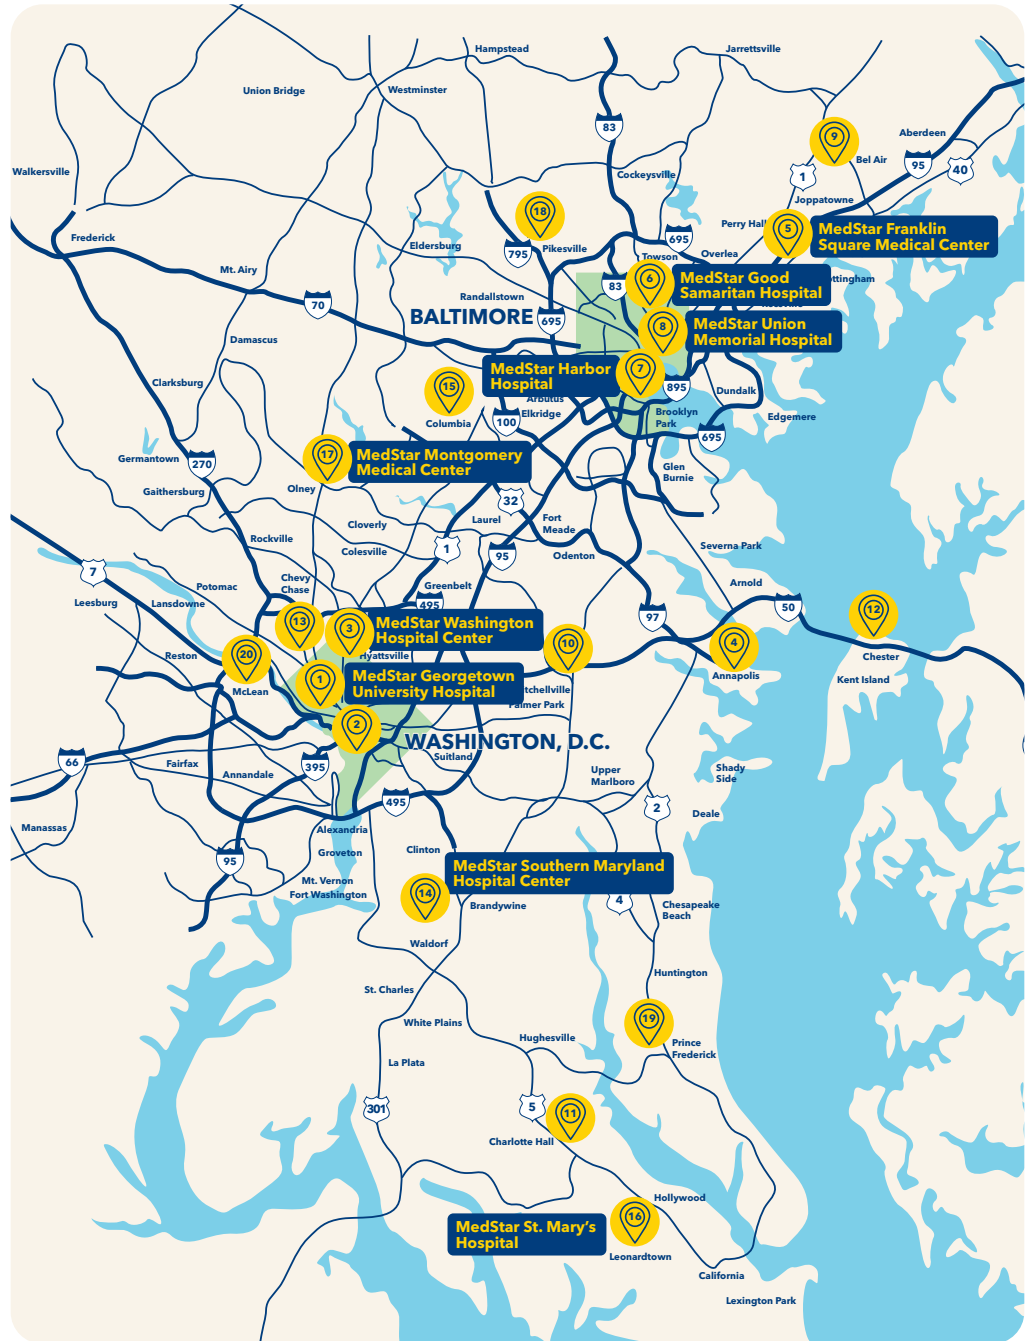 Hampstead
Jarrettsville
Union Bridge
Westminster
83
9
Aberdeen
Bel Air
95
40
Walkersville
Cockeysville
1
Joppatowne
18
Perry Hall
5
MedStar Franklin
Square Medical Center
Frederick
Eldersburg
795
Pikesville
695
Towson
Overlea
Mt. Airy
6
MedStar Good
Samaritan Hospital
83
70
Randallstown
BALTIMORE
695
8
MedStar Union
Memorial Hospital
Damascus
MedStar Harbor
Hospital
7
Clarksburg
15
895
Dundalk
Arbutus
Columbia
100
Elkridge
Brooklyn
Park
Edgemere
695
Germantown
270
17
MedStar Montgomery
Medical Center
Glen
Burnie
Gaithersburg
Olney
32
Cloverly
Laurel
Fort
Meade
Rockville
Colesville
1
95
Odenton
Severna Park
7
Potomac
Chevy
Chase
Greenbelt
Arnold
Leesburg
Lansdowne
495
97
50
12
13
3
MedStar Washington
Hospital Center
10
4
Reston
20
Hyattsville
Chester
McLean
1
MedStar Georgetown
University Hospital
Annapolis
Kent Island
Palmer Park
2
WASHINGTON, D.C.
66
Fairfax
395
Suitland
Annandale
Upper
Marlboro
Shady
Side
495
2
Deale
Manassas
Alexandria
95
Groveton
Clinton
MedStar Southern Maryland
Hospital Center
Mt. Vernon
Fort Washington
14
Brandywine
4
Chesapeake
Beach
Waldorf
Huntington
St. Charles
White Plains
19
Hughesville
Prince
Frederick
La Plata
301
5
11
Charlotte Hall
Hollywood
MedStar St. Mary's
Hospital
16
Leonardtown
California
Lexington Park